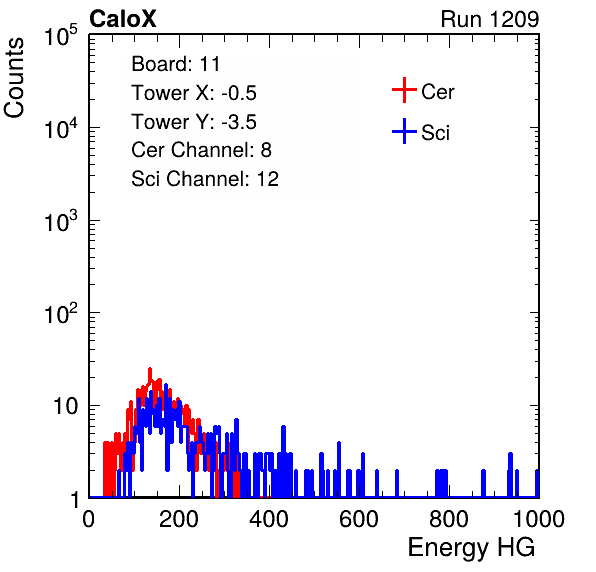 CaloX Run 1209
Counts
10^5
Board: 11
Tower X: -0.5
Tower Y: -3.5
Cer Channel: 8
Sci Channel: 12
Cer
Sci
10^4
10^3
10^2
10
1
0 200 400 600 800 1000
Energy HG